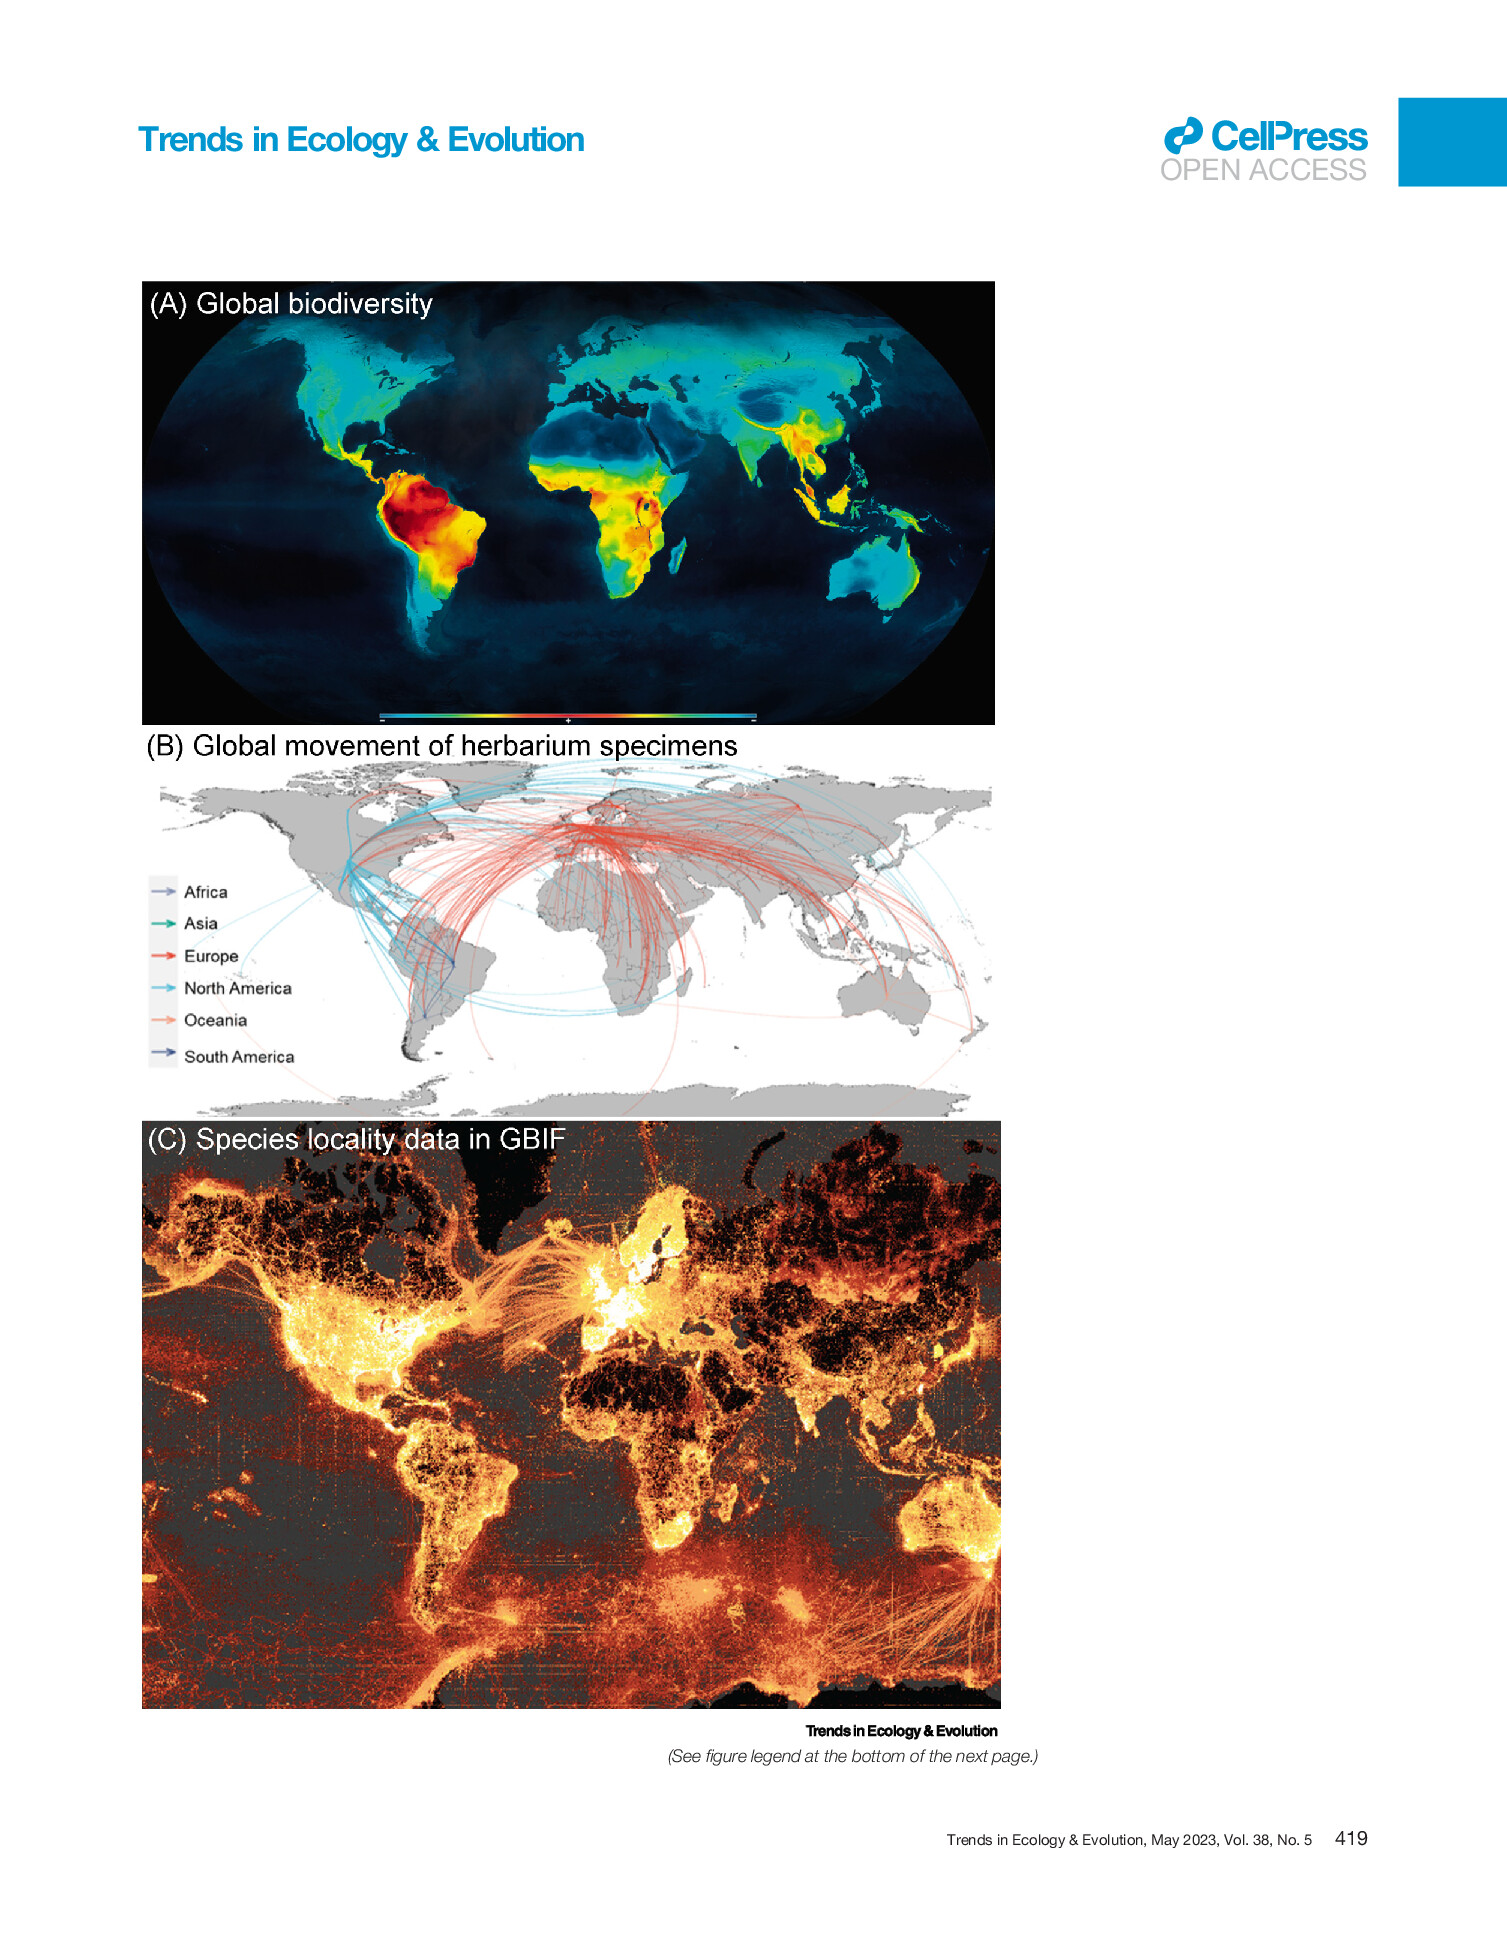 Trends in Ecology & Evolution
CellPress
OPEN ACCESS
(A) Global biodiversity
(B) Global movement of herbarium specimens
Africa
Asia
Europe
North America
Oceania
South America
(C) Species locality data in GBIF
Trends in Ecology & Evolution
(See figure legend at the bottom of the next page.)
Trends in Ecology & Evolution, May 2023, Vol. 38, No. 5 419